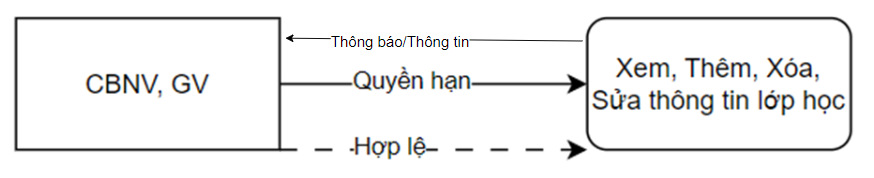 Thông báo/Thông tin
CBNV, GV
Quyền hạn
Xem, Thêm, Xóa,
Sửa thông tin lớp học
Hợp lệ